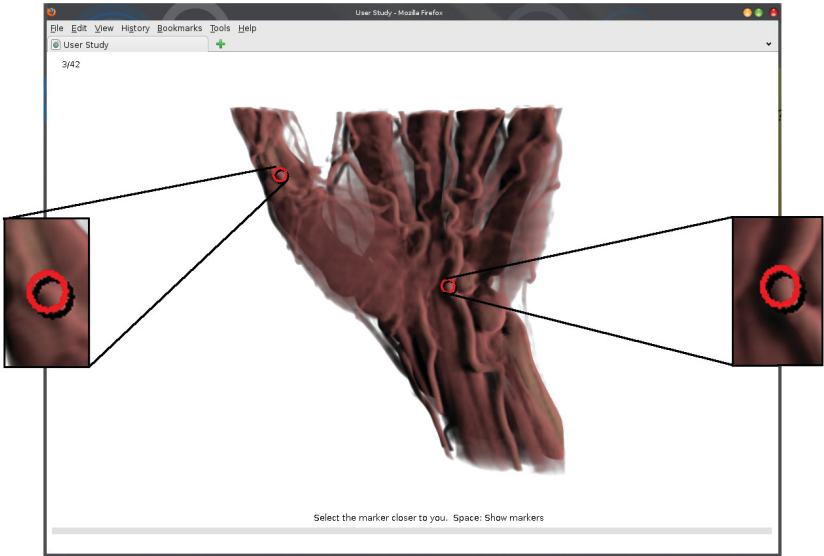 User Study - Mozilla Firefox
File Edit View History Bookmarks Tools Help
User Study
3/42
Select the marker closer to you. Space: Show markers